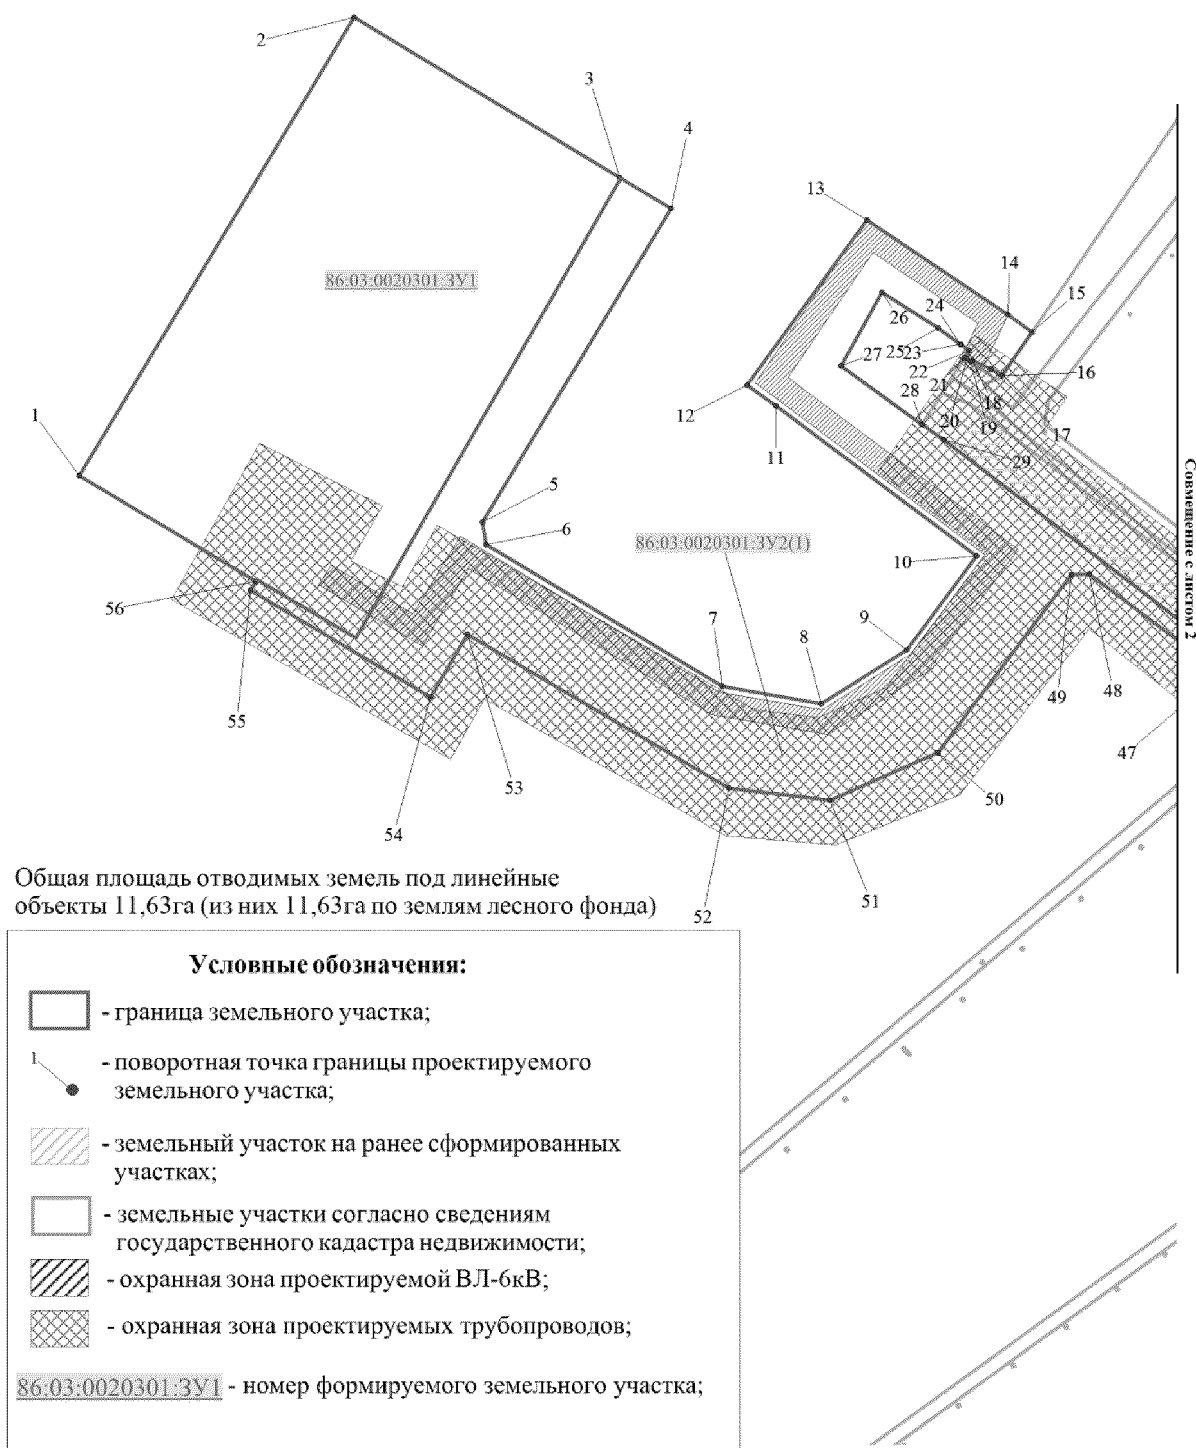 2
3
4
13
14
15
86:03:0020301:ЗУ1
24
26
25
23
27
22
16
21
18
28
12
20
19
17
1
11
29
Совмещение с листом 2
5
6
86:03:0020301:ЗУ2(1)
10
56
7
8
9
49
48
55
47
53
50
54
52
51
Общая площадь отводимых земель под линейные
объекты 11,63га (из них 11,63га по землям лесного фонда)
Условные обозначения:
- граница земельного участка;
1
- поворотная точка границы проектируемого
земельного участка;
- земельный участок на ранее сформированных
участках;
- земельные участки согласно сведениям
государственного кадастра недвижимости;
- охранная зона проектируемой ВЛ-6кВ;
- охранная зона проектируемых трубопроводов;
86:03:0020301:ЗУ1 - номер формируемого земельного участка;